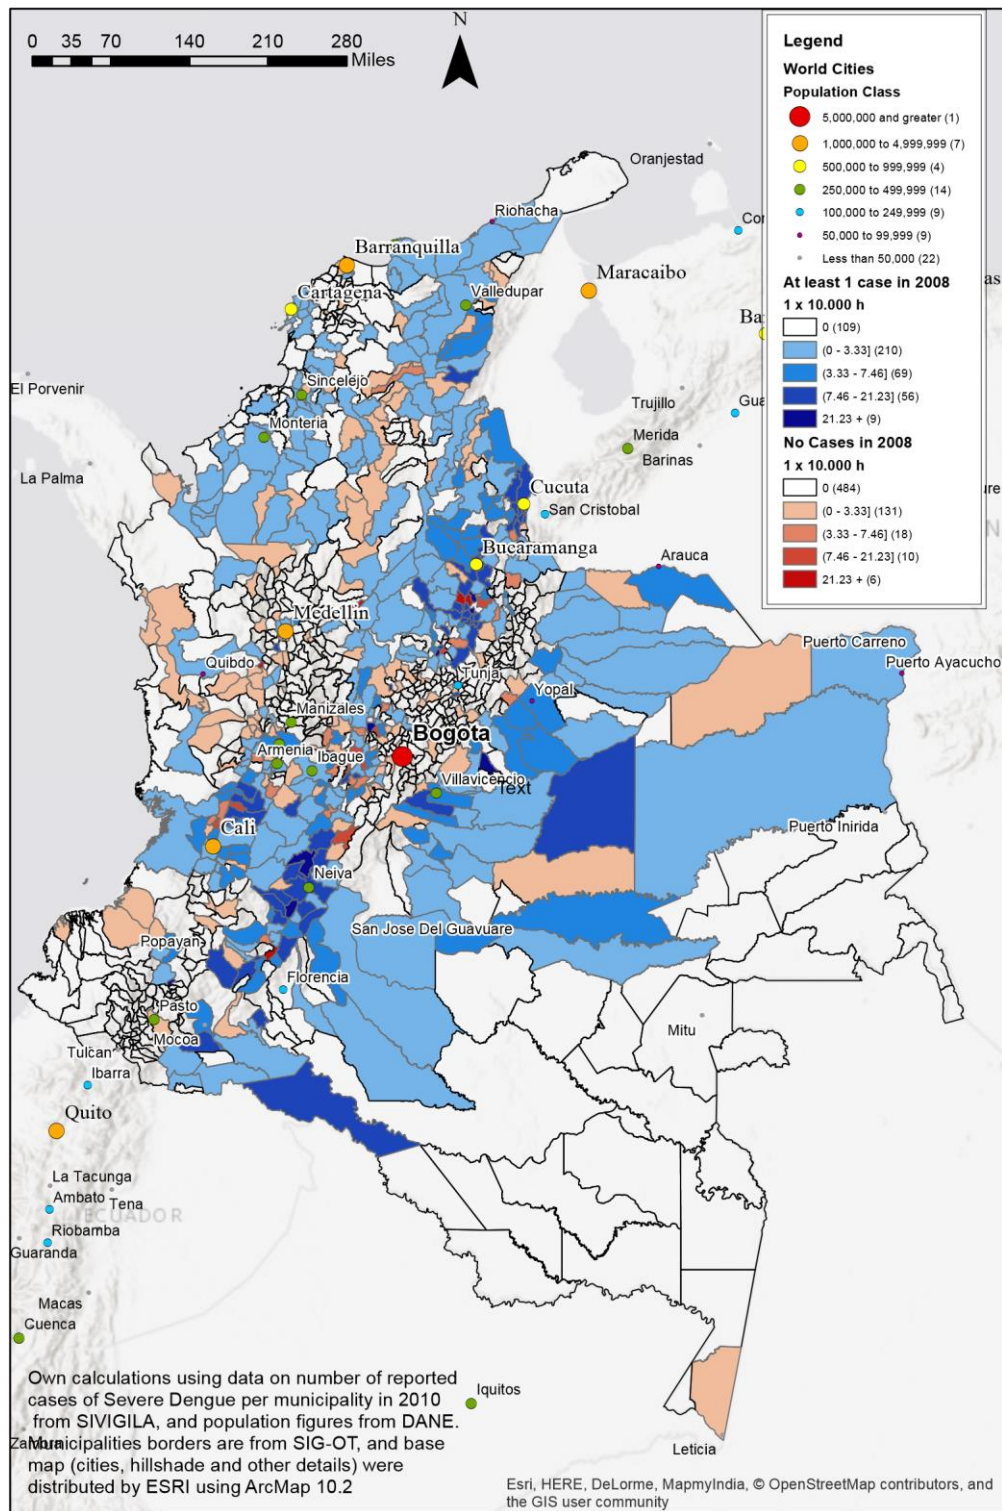 N
0 35 70 140 210 280
Miles
Legend
World Cities
Population Class
5,000,000 and greater (1)
1,000,000 to 4,999,999 (7)
500,000 to 999,999 (4)
250,000 to 499,999 (14)
100,000 to 249,999 (9)
50,000 to 99,999 (9)
Less than 50,000 (22)
At least 1 case in 2008
1 x 10.000 h
0 (109)
(0 - 3.33] (210)
(3.33 - 7.46] (69)
(7.46 - 21.23] (56)
21.23 + (9)
No Cases in 2008
1 x 10.000 h
0 (484)
(0 - 3.33] (131)
(3.33 - 7.46] (18)
(7.46 - 21.23] (10)
21.23 + (6)
Oranjestad
Riohacha
Barranquilla
Maracaibo
Cartagena
Valledupar
El Porvenir
Sincelejo
Trujillo
Monteria
Merida
Barinas
La Palma
Cucuta
San Cristobal
Bucaramanga
Arauca
Medellin
Puerto Carreno
Quibdo
Puerto Ayacucho
Tunja
Yopal
Manizales
Bogota
Armenia
Ibague
Villavicencio
Text
Cali
Puerto Inirida
Neiva
San Jose Del Guavuare
Popayan
Florencia
Pasto
Mitu
Mocoa
Tulcan
Ibarra
Quito
La Tacunga
Ambato
Tena
ECUADOR
Riobamba
Guaranda
Macas
Cuenca
Iquitos
Leticia
Own calculations using data on number of reported
cases of Severe Dengue per municipality in 2010
from SIVIGILA, and population figures from DANE.
Municipalities borders are from SIG-OT, and base
map (cities, hillshade and other details) were
distributed by ESRI using ArcMap 10.2
Esri, HERE, DeLorme, MapmyIndia, © OpenStreetMap contributors, and
the GIS user community